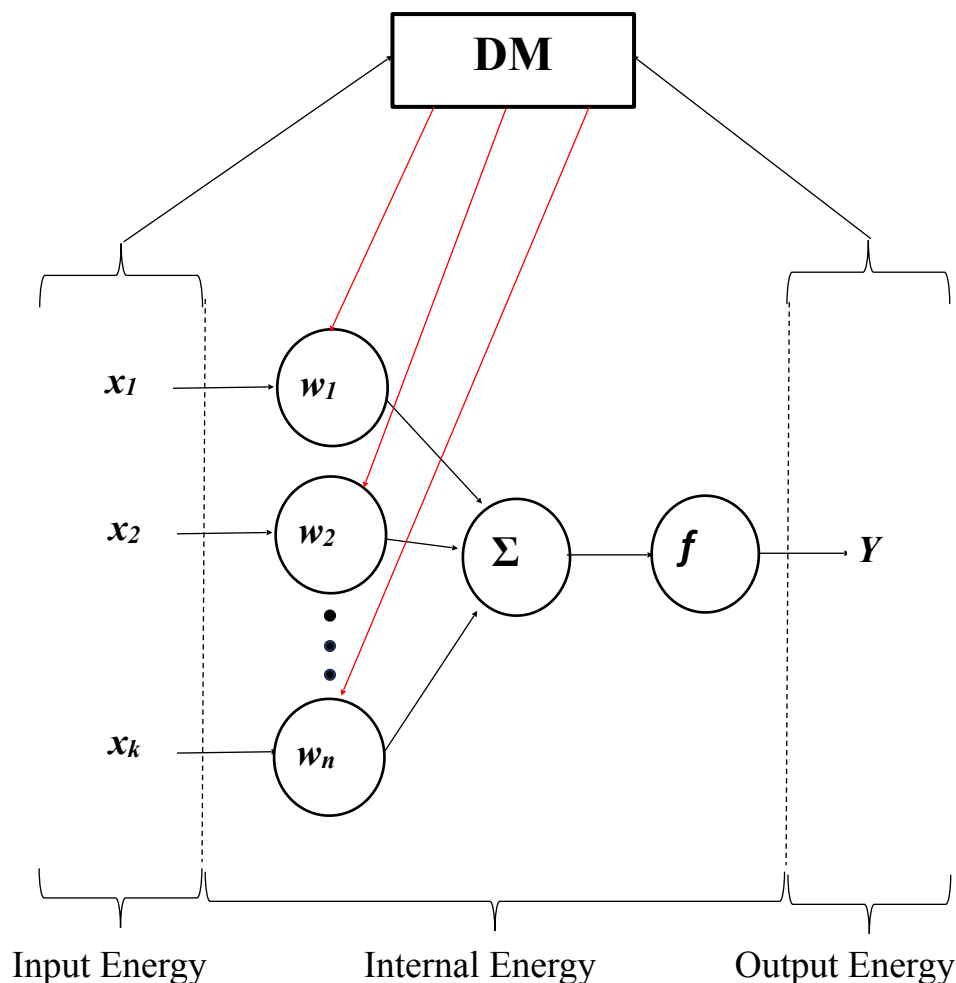 DM
x1 w1
x2 w2 Σ f Y
xk wn
Input Energy Internal Energy Output Energy